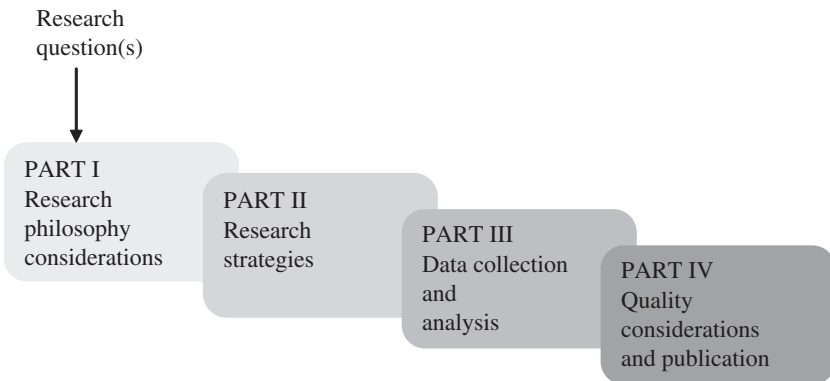 Research
question(s)
PART I
Research
philosophy
considerations
PART II
Research
strategies
PART III
Data collection
and
analysis
PART IV
Quality
considerations
and publication